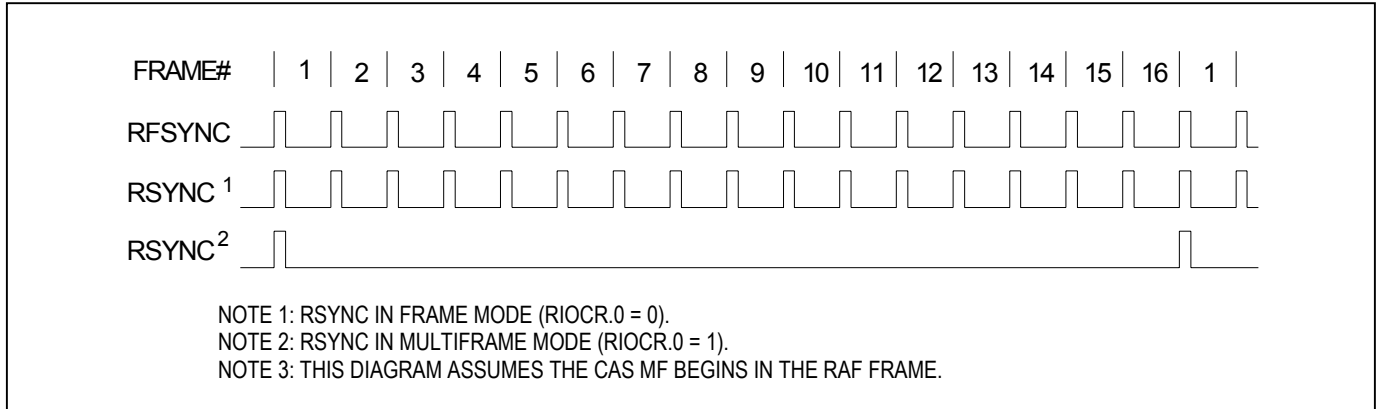 FRAME# 1 2 3 4 5 6 7 8 9 10 11 12 13 14 15 16 1
RFSYNC
RSYNC 1
RSYNC2
NOTE 1: RSYNC IN FRAME MODE (RIOCR.0 = 0).
NOTE 2: RSYNC IN MULTIFRAME MODE (RIOCR.0 = 1).
NOTE 3: THIS DIAGRAM ASSUMES THE CAS MF BEGINS IN THE RAF FRAME.